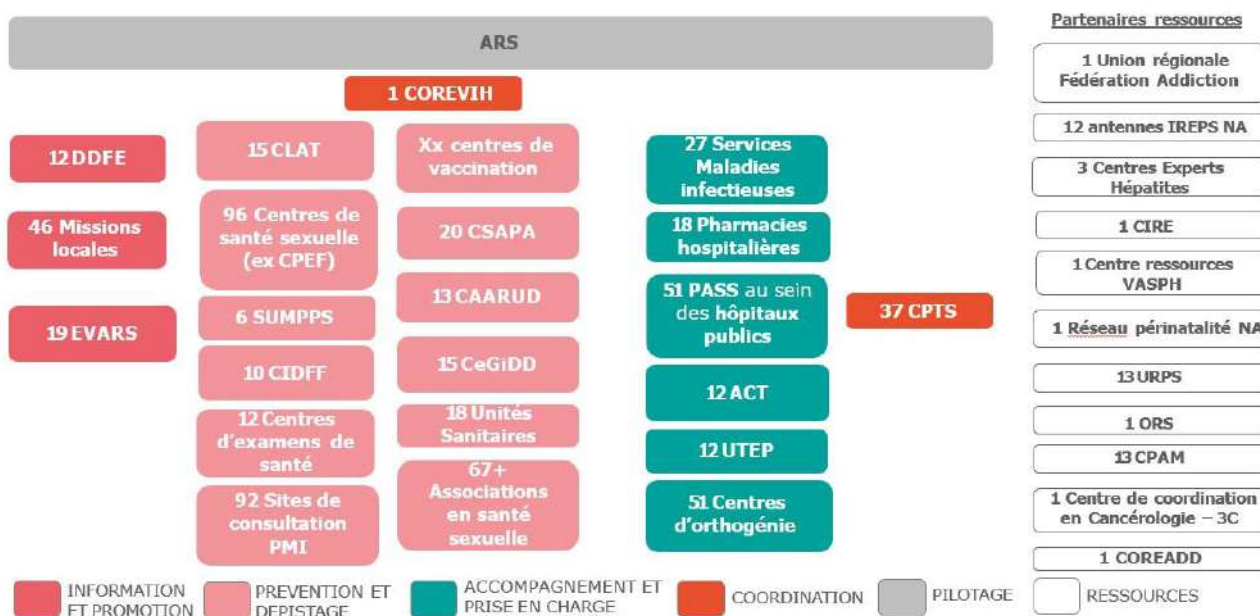 ARS
1 COREVIH
12 DDFE
46 Missions
locales
19 EVARS
15 CLAT
96 Centres de
santé sexuelle
(ex CPEF)
6 SUMPPS
10 CIDFF
12 Centres
d'examens de
santé
92 Sites de
consultation
PMI
Xx centres de
vaccination
20 CSAPA
13 CAARUD
15 CeGiDD
18 Unités
Sanitaires
67+
Associations
en santé
sexuelle
27 Services
Maladies
infectieuses
18 Pharmacies
hospitalières
51 PASS au sein
des hôpitaux
publics
12 ACT
12 UTEP
51 Centres
d'orthogénie
37 CPTS
Partenaires ressources
1 Union régionale
Fédération Addiction
12 antennes IREPS NA
3 Centres Experts
Hépatites
1 CIRE
1 Centre ressources
VASPH
1 Réseau périnatalité NA
13 URPS
1 ORS
13 CPAM
1 Centre de coordination
en Cancérologie – 3C
1 COREADD
INFORMATION
ET PROMOTION
PREVENTION ET
DEPISTAGE
ACCOMPAGNEMENT ET
PRISE EN CHARGE
COORDINATION
PILOTAGE
RESSOURCES